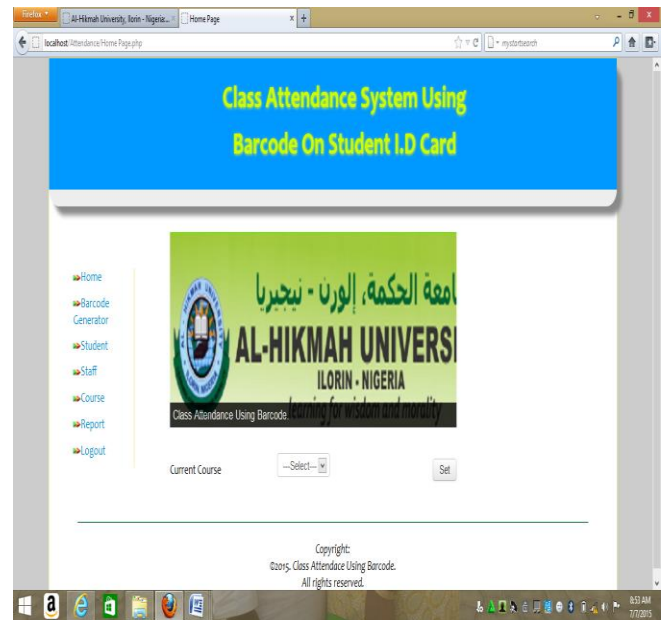 Firefox
Al-Hikmah University, Ilorin - Nigeria...
Home Page
localhost/Attendance/Home Page.php
mystartsearch
Class Attendance System Using
Barcode On Student I.D Card
Home
Barcode
Generator
Student
Staff
Course
Report
Logout
امعة الحكمة، إلورن - نيجيريا
AL-HIKMAH UNIVERSI
ILORIN - NIGERIA
learning for wisdom and morality
Class Attendance Using Barcode.
Current Course
---Select---
Set
Copyright:
©2015. Class Attendace Using Barcode.
All rights reserved.
8:53 AM
7/7/2015